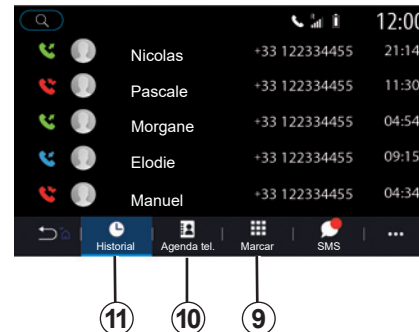 12:00
Nicolas +33 122334455 21:14
Pascale +33 122334455 11:30
Morgane +33 122334455 04:54
Elodie +33 122334455 09:15
Manuel +33 122334455 04:34
Historial Agenda tel. Marcar SMS
11 10 9